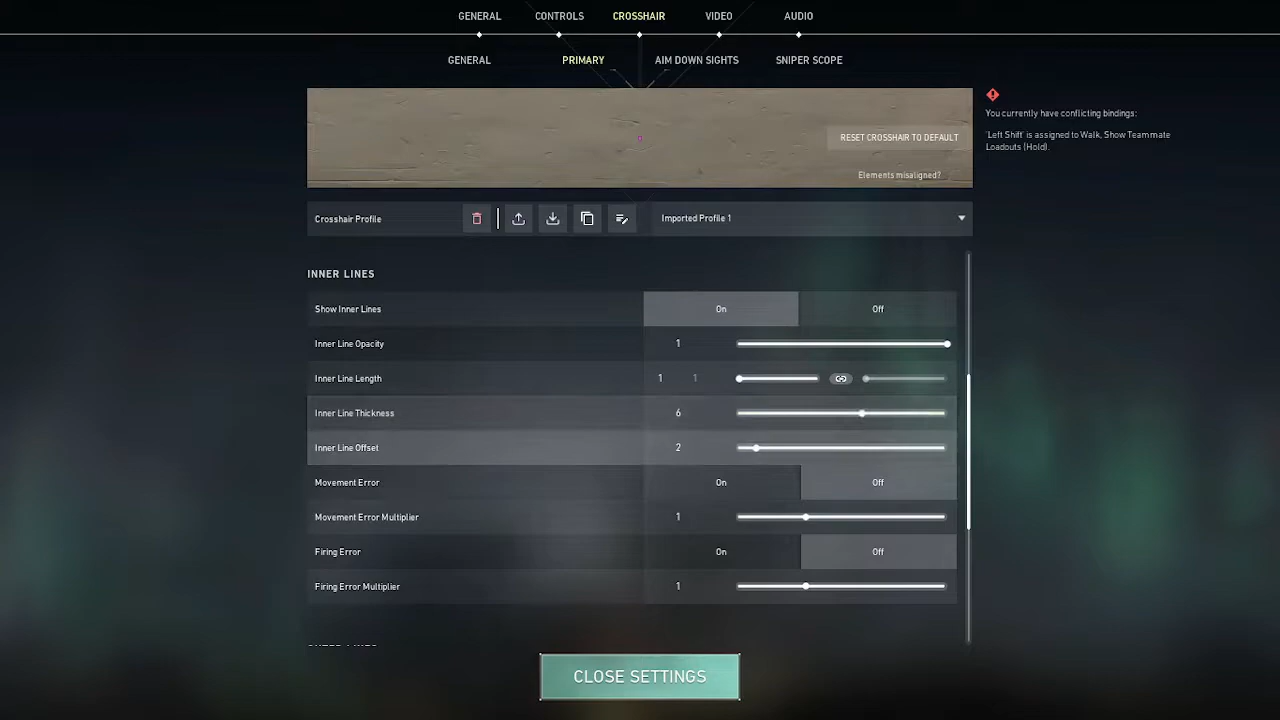 GENERAL CONTROLS CROSSHAIR VIDEO AUDIO
GENERAL PRIMARY AIM DOWN SIGHTS SNIPER SCOPE
You currently have conflicting bindings:
'Left Shift' is assigned to Walk, Show Teammate
Loadouts (Hold).
RESET CROSSHAIR TO DEFAULT
Elements misaligned?
Crosshair Profile Imported Profile 1
INNER LINES
Show Inner Lines On Off
Inner Line Opacity 1
Inner Line Length 1 1
Inner Line Thickness 6
Inner Line Offset 2
Movement Error On Off
Movement Error Multiplier 1
Firing Error On Off
Firing Error Multiplier 1
CLOSE SETTINGS